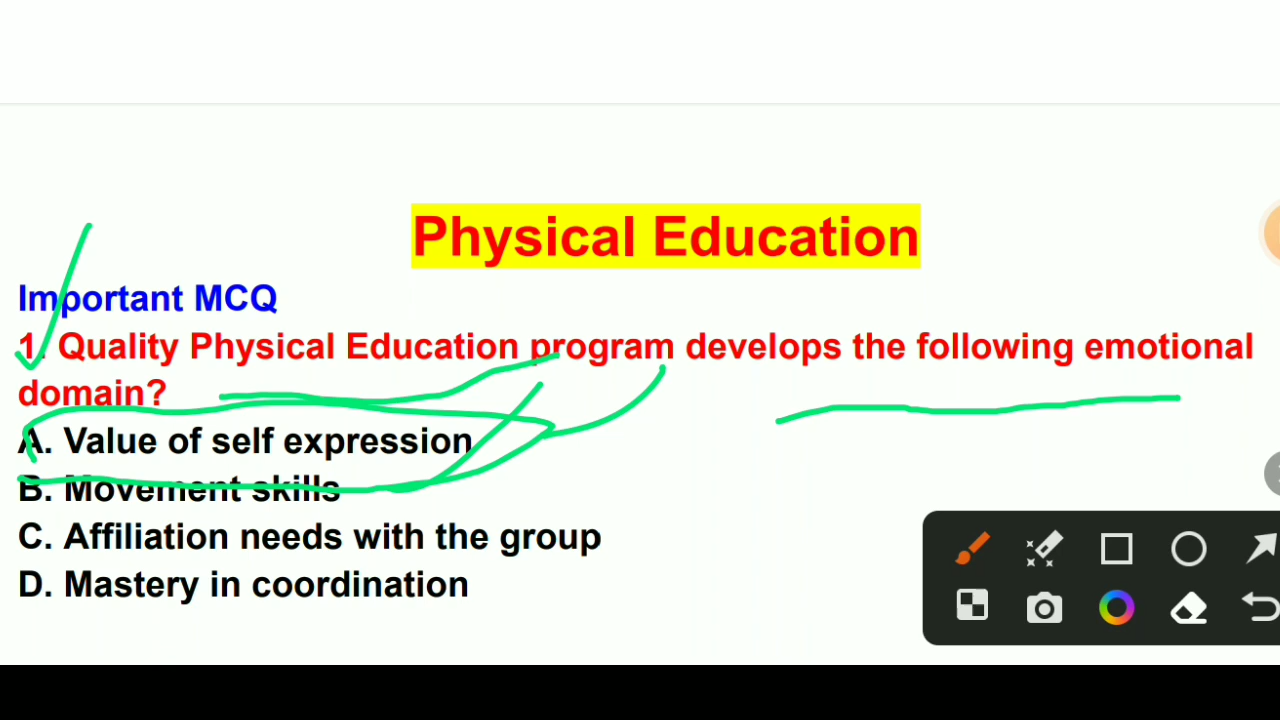 Physical Education
Important MCQ
1. Quality Physical Education program develops the following emotional
domain?
A. Value of self expression
B. Movement skills
C. Affiliation needs with the group
D. Mastery in coordination